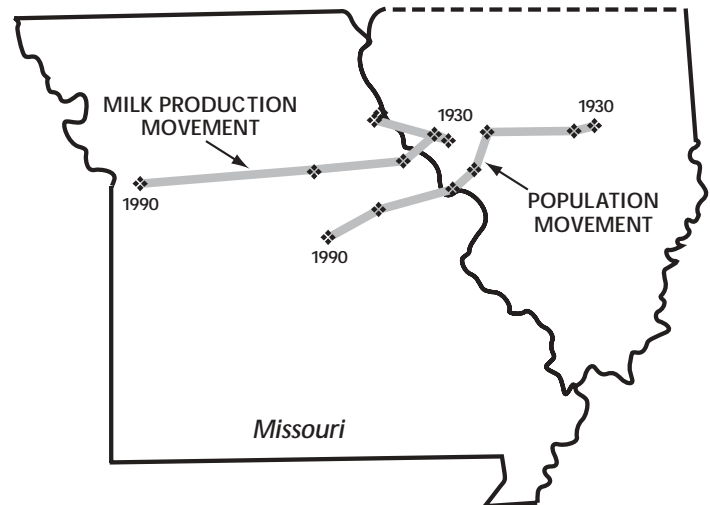 MILK PRODUCTION
MOVEMENT
1930
1930
1990
POPULATION
MOVEMENT
1990
Missouri